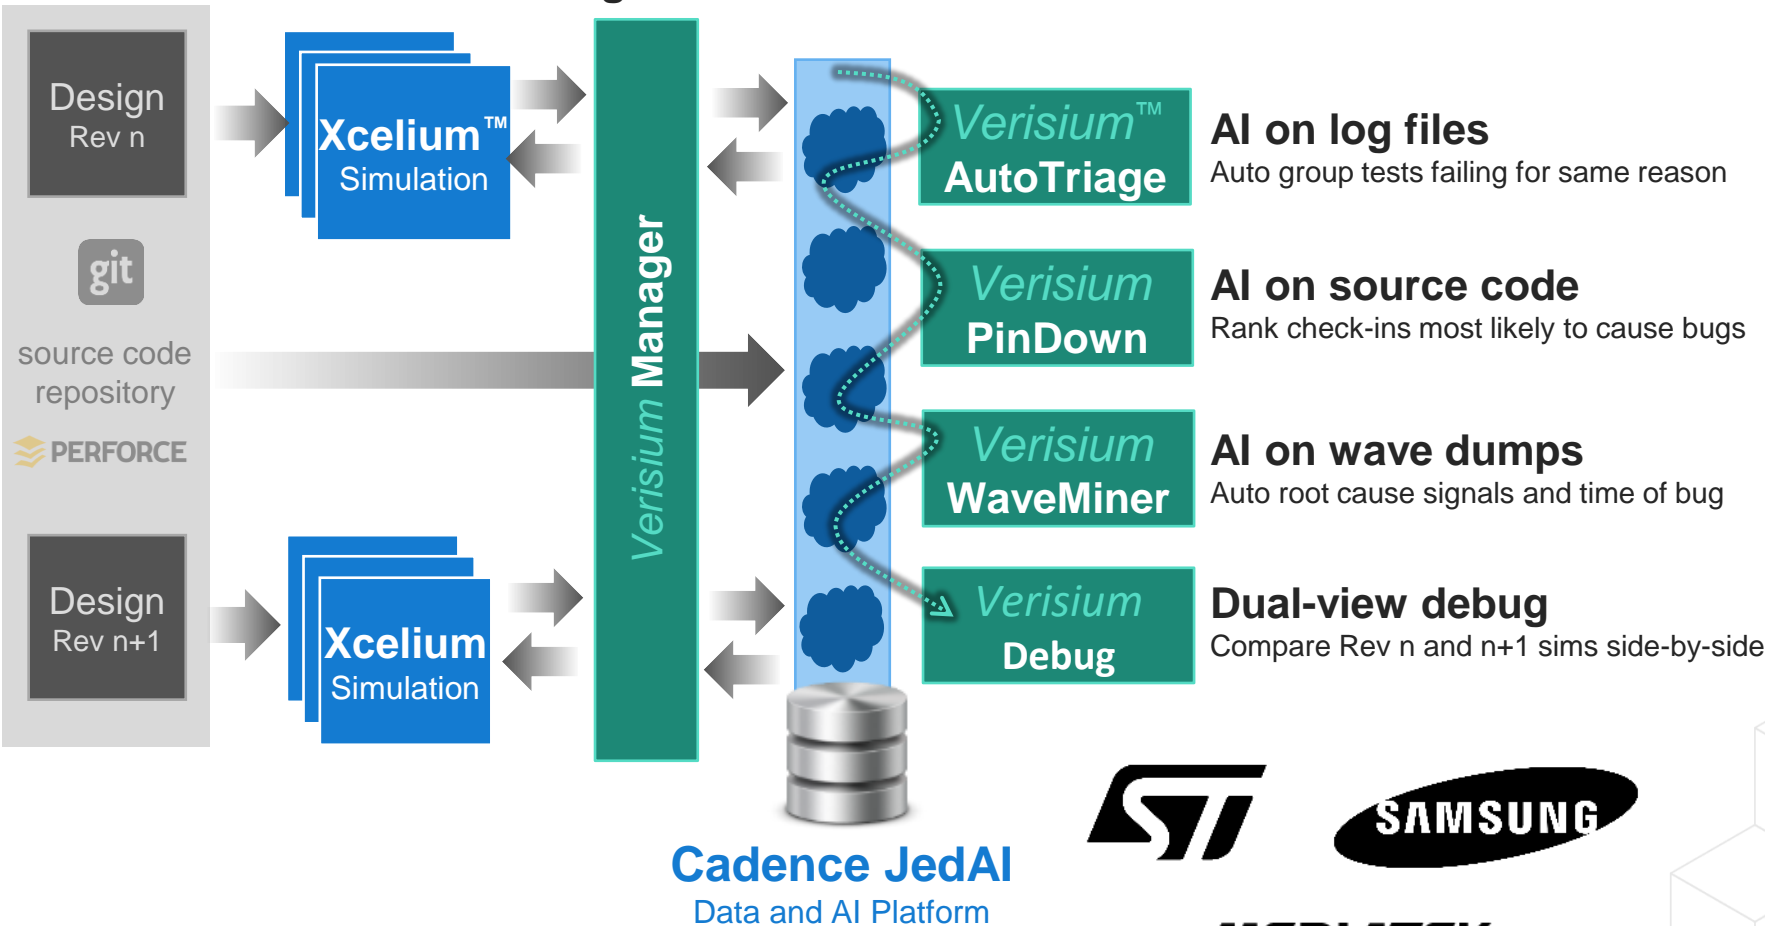 Design
Rev n
git
source code
repository
PERFORCE
Design
Rev n+1
Xcelium™
Simulation
Xcelium
Simulation
Verisium Manager
Verisium™
AutoTriage
AI on log files
Auto group tests failing for same reason
Verisium
PinDown
AI on source code
Rank check-ins most likely to cause bugs
Verisium
WaveMiner
AI on wave dumps
Auto root cause signals and time of bug
Verisium
Debug
Dual-view debug
Compare Rev n and n+1 sims side-by-side
Cadence JedAI
Data and AI Platform
ST
SAMSUNG